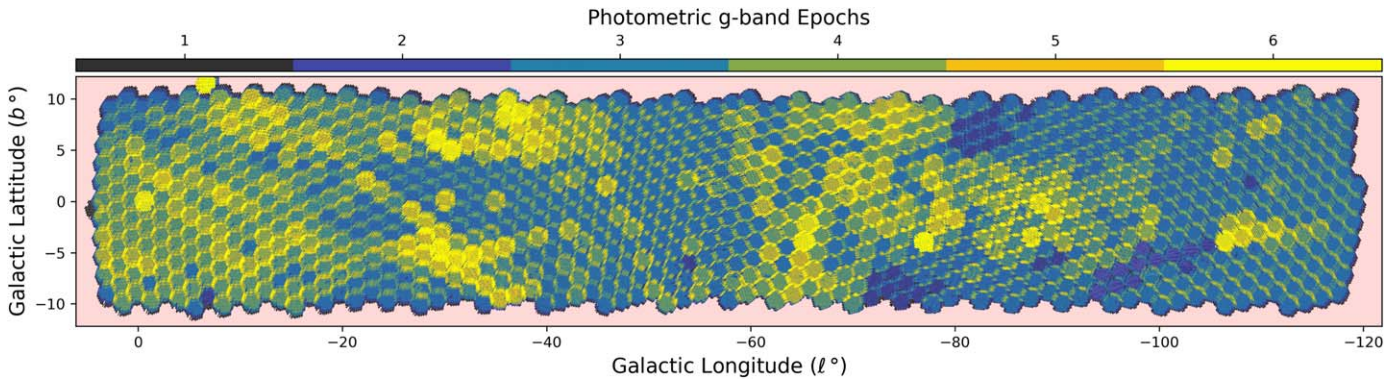 Photometric g-band Epochs
1 2 3 4 5 6
Galactic Lattitude (b°)
10
5
0
−5
−10
0 −20 −40 −60 −80 −100 −120
Galactic Longitude (ℓ°)